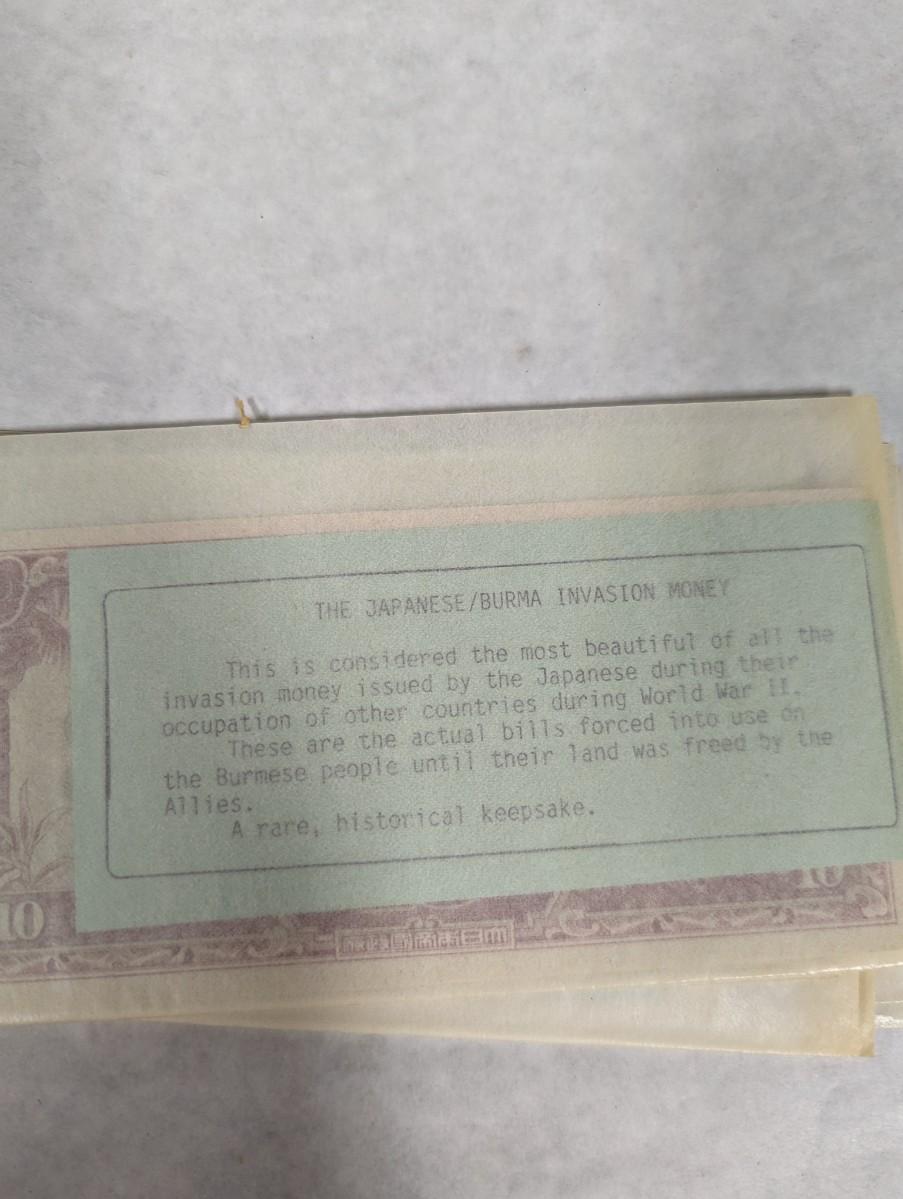 THE JAPANESE/BURMA INVASION MONEY
This is considered the most beautiful of all the
invasion money issued by the Japanese during their
occupation of other countries during World War II.
These are the actual bills forced into use on
the Burmese people until their land was freed by the
Allies.
A rare, historical keepsake.
10
10